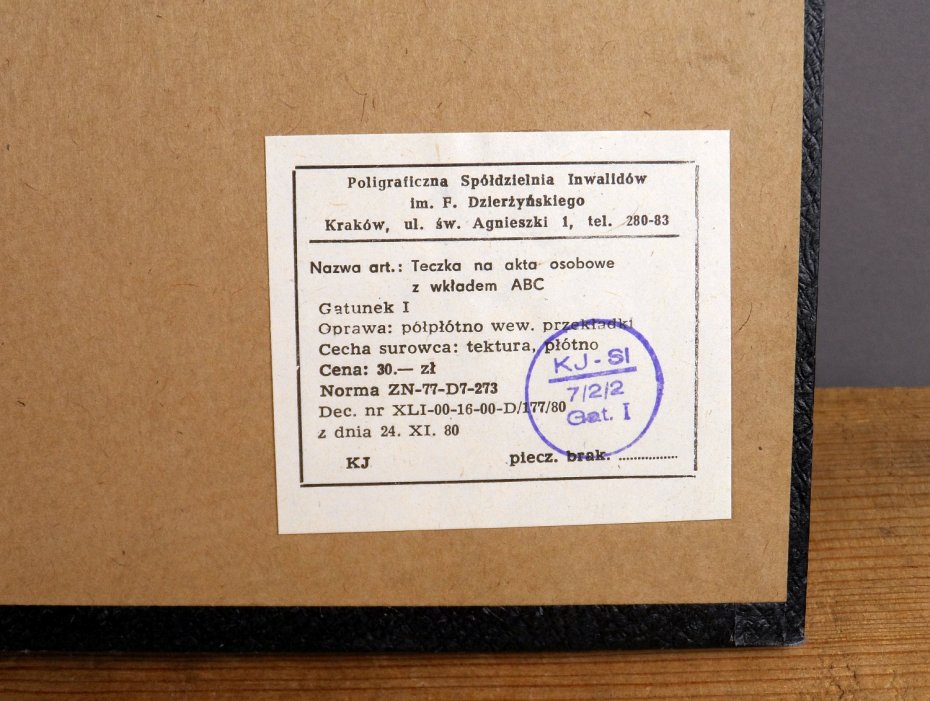 Poligraficzna Spółdzielnia Inwalidów
im. F. Dzierżyńskiego
Kraków, ul. św. Agnieszki 1, tel. 280-83
Nazwa art.: Teczka na akta osobowe
z wkładem ABC
Gatunek I
Oprawa: półpłótno wew. przekładki
Cecha surowca: tektura, płótno
Cena: 30.— zł
Norma ZN-77-D7-273
Dec. nr XLI-00-16-00-D/177/80
z dnia 24. XI. 80
KJ piecz. brak. ................
KJ-SI
7/2/2
Gat. I